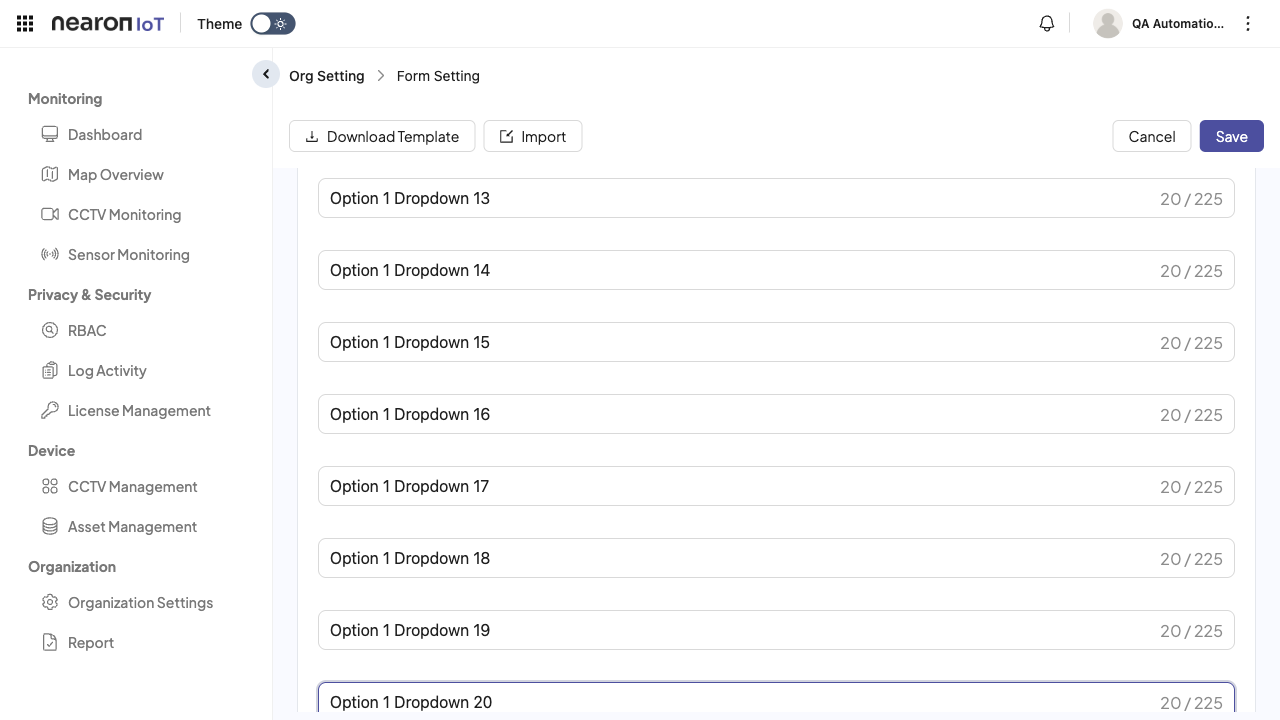 nearon IoT
Theme
QA Automatio...
Org Setting > Form Setting
Download Template
Import
Cancel
Save
Monitoring
Dashboard
Map Overview
CCTV Monitoring
Sensor Monitoring
Privacy & Security
RBAC
Log Activity
License Management
Device
CCTV Management
Asset Management
Organization
Organization Settings
Report
Option 1 Dropdown 13 20 / 225
Option 1 Dropdown 14 20 / 225
Option 1 Dropdown 15 20 / 225
Option 1 Dropdown 16 20 / 225
Option 1 Dropdown 17 20 / 225
Option 1 Dropdown 18 20 / 225
Option 1 Dropdown 19 20 / 225
Option 1 Dropdown 20 20 / 225